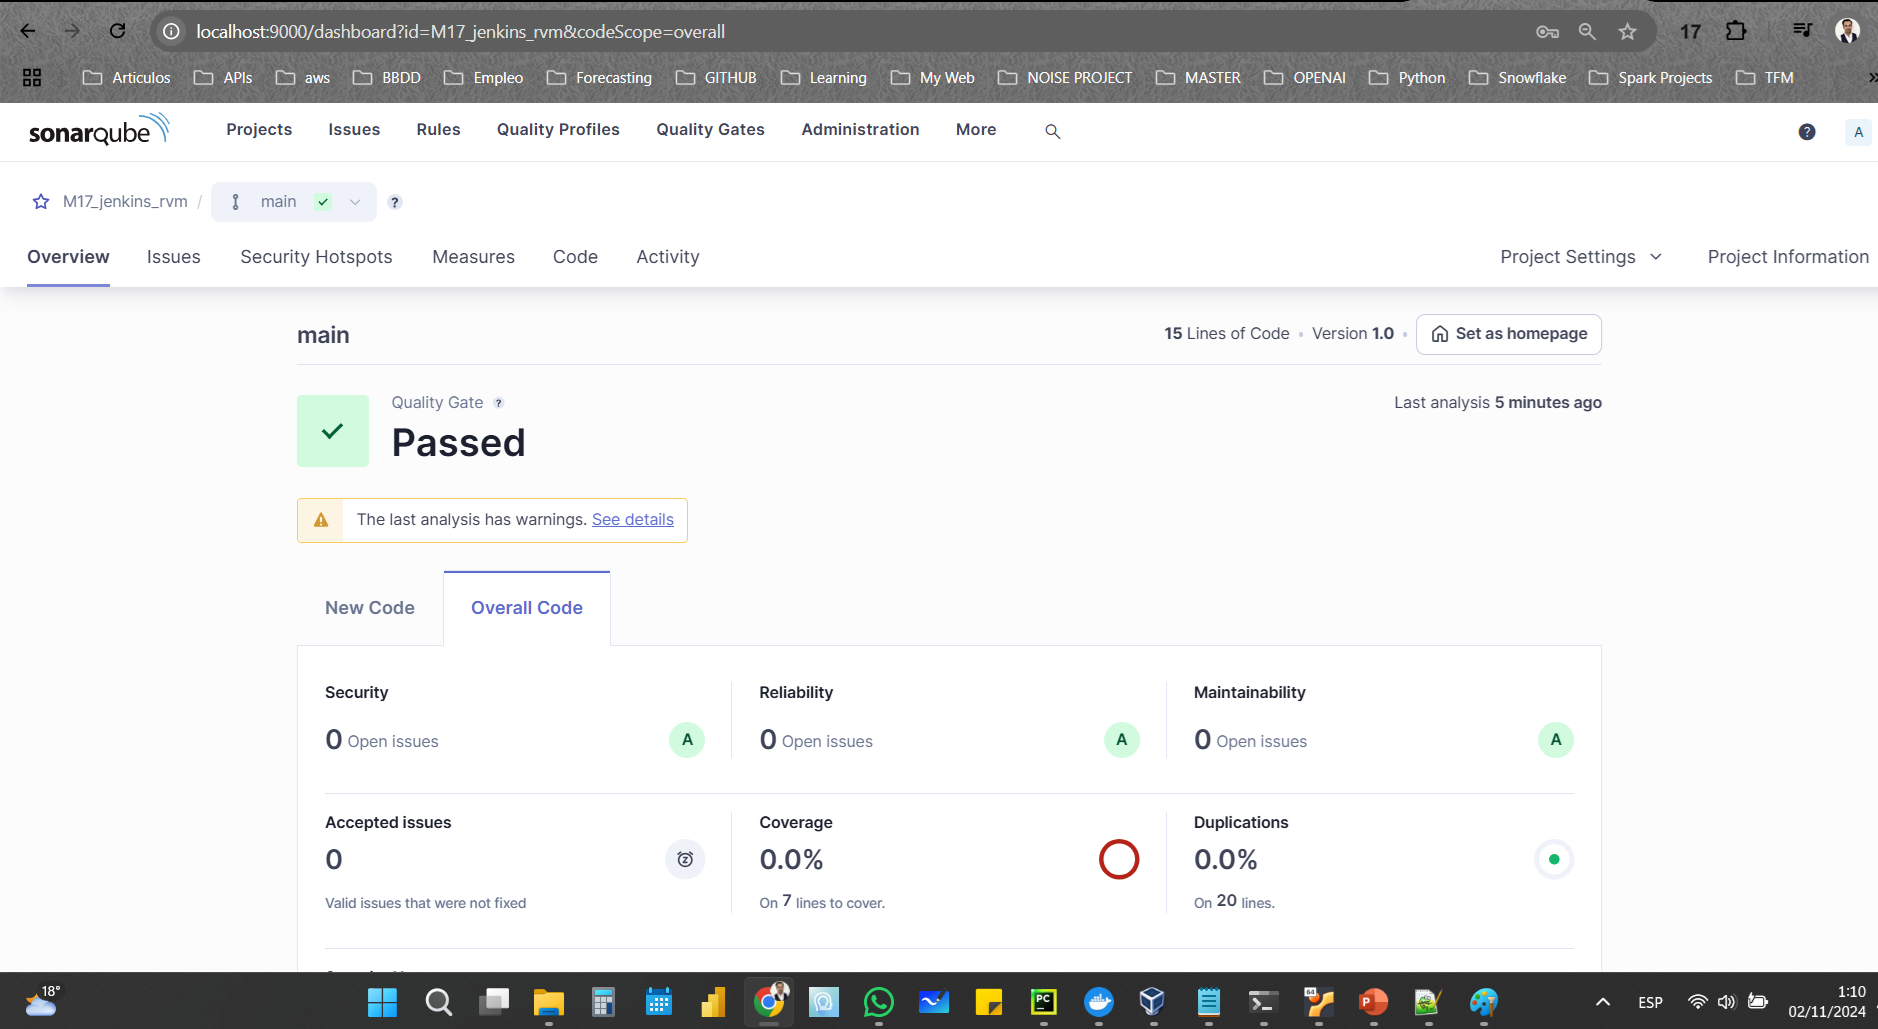 localhost:9000/dashboard?id=M17_jenkins_rvm&codeScope=overall
17
Articulos APIs aws BBDD Empleo Forecasting GITHUB Learning My Web NOISE PROJECT MASTER OPENAI Python Snowflake Spark Projects TFM »
sonarqube Projects Issues Rules Quality Profiles Quality Gates Administration More ? A
M17_jenkins_rvm / main ?
Overview Issues Security Hotspots Measures Code Activity Project Settings Project Information
main 15 Lines of Code • Version 1.0 • Set as homepage
Quality Gate ? Last analysis 5 minutes ago
Passed
The last analysis has warnings. See details
New Code Overall Code
Security Reliability Maintainability
0 Open issues A 0 Open issues A 0 Open issues A
Accepted issues Coverage Duplications
0 0.0% 0.0%
Valid issues that were not fixed On 7 lines to cover. On 20 lines.
18° PC 64 P ESP 1:10
02/11/2024